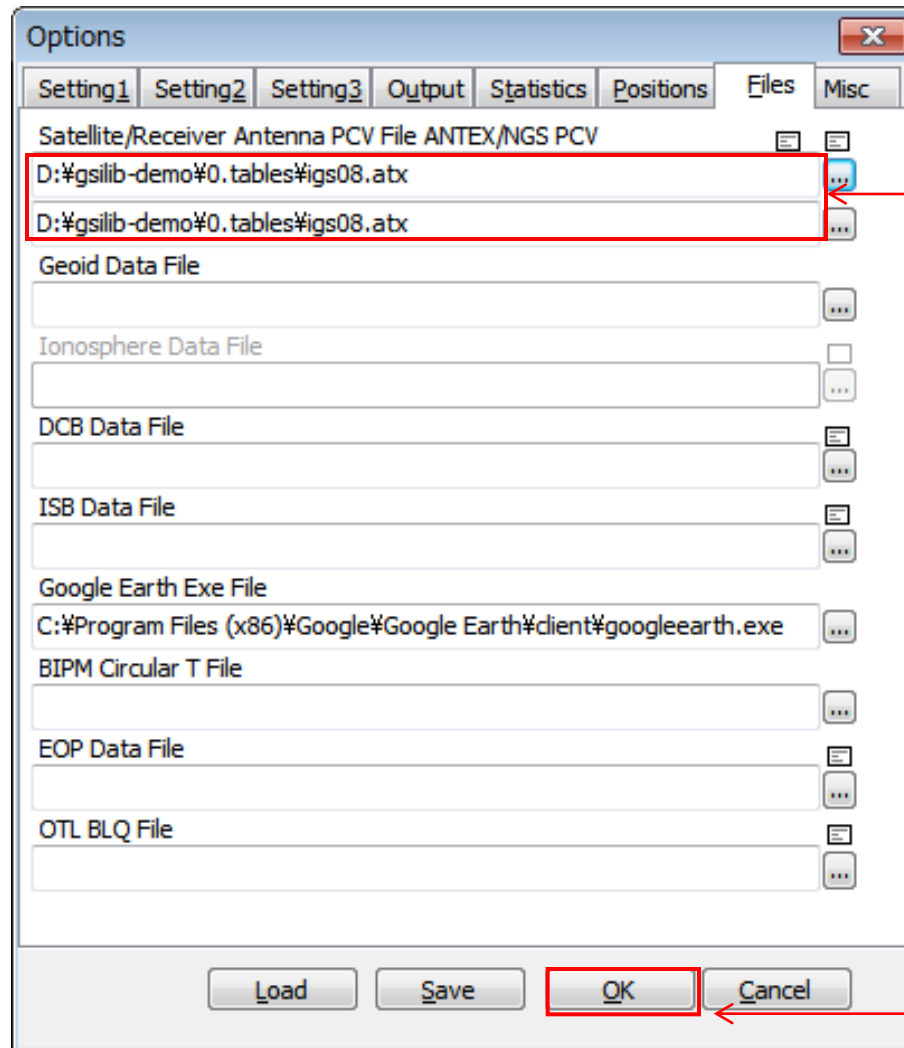 Options
Setting1 Setting2 Setting3 Output Statistics Positions Files Misc
Satellite/Receiver Antenna PCV File ANTEX/NGS PCV
D:¥gsilib-demo¥0.tables¥igs08.atx
...
D:¥gsilib-demo¥0.tables¥igs08.atx
...
Geoid Data File
...
Ionosphere Data File
...
DCB Data File
...
ISB Data File
...
Google Earth Exe File
C:¥Program Files (x86)¥Google¥Google Earth¥client¥googleearth.exe
...
BIPM Circular T File
...
EOP Data File
...
OTL BLQ File
...
Load Save OK Cancel